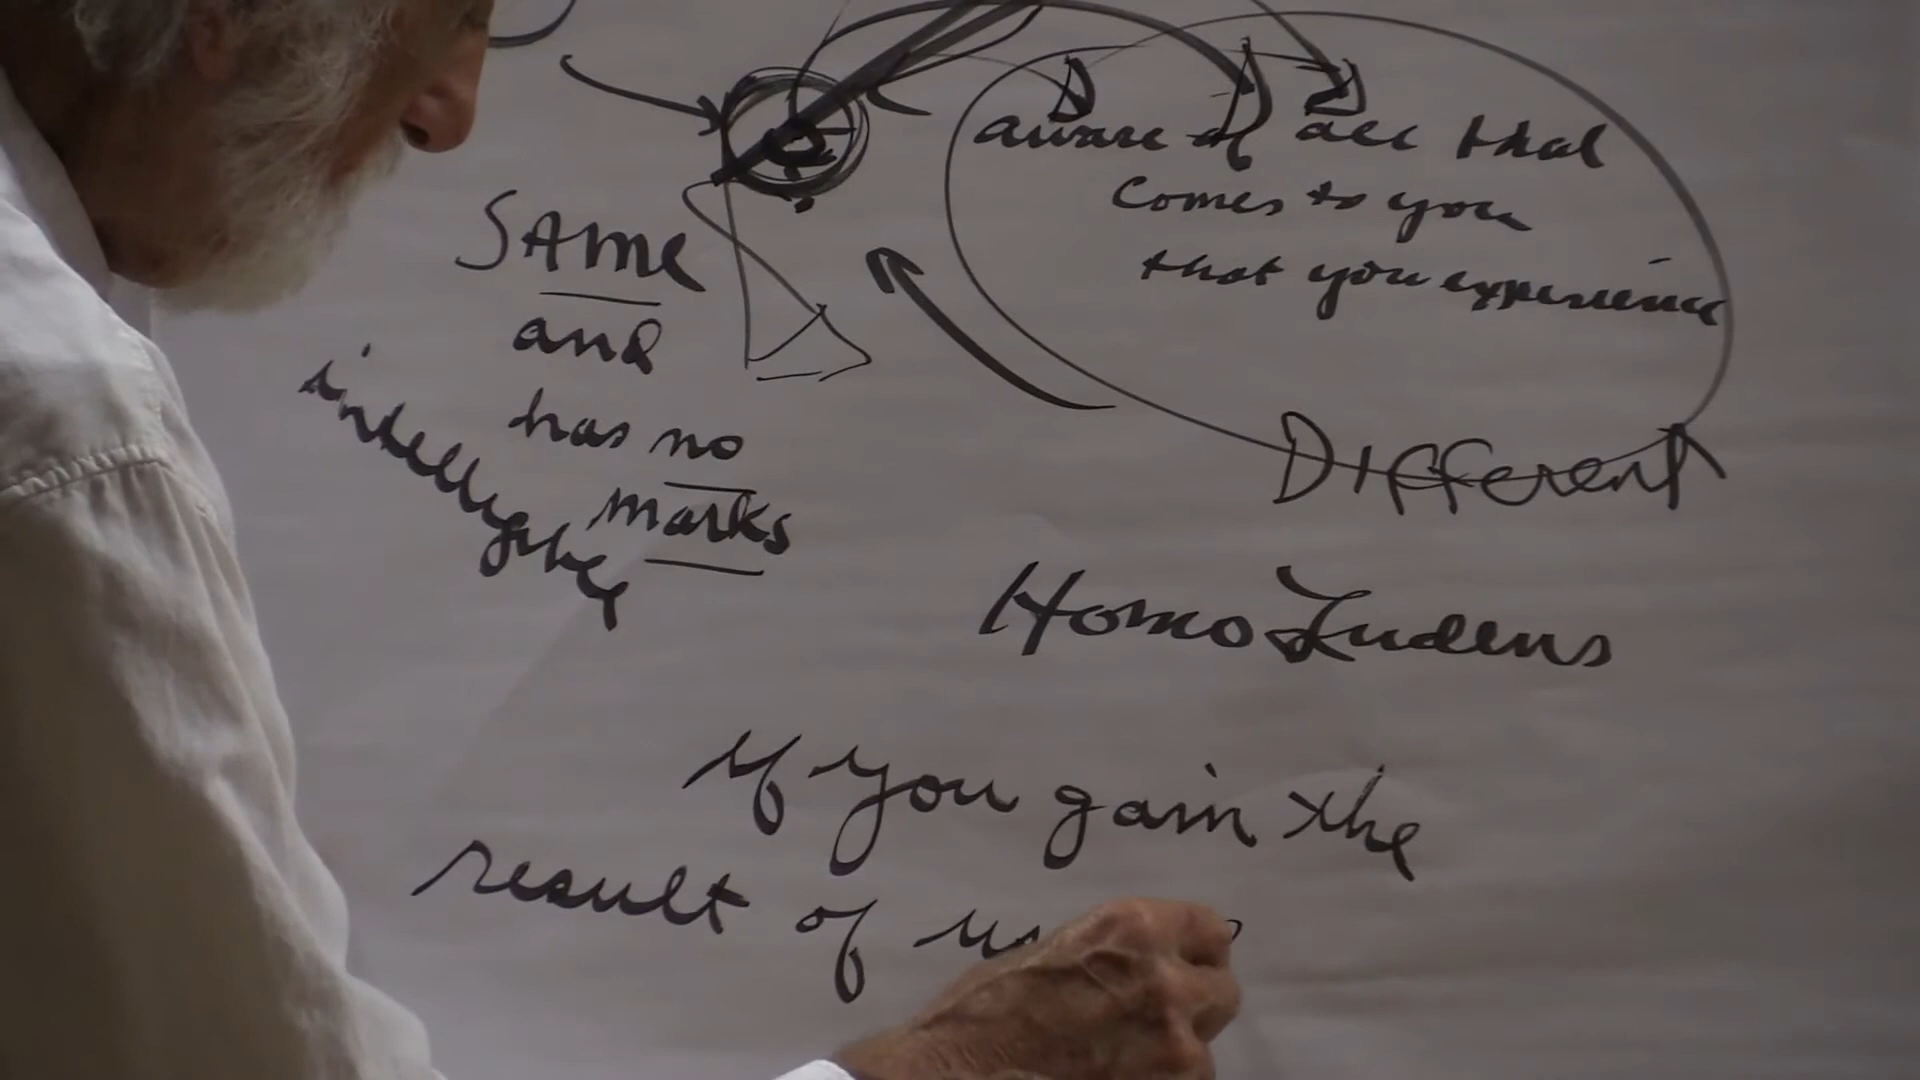 aware of all that
comes to you
that you experience
Different
SAME
and
has no
marks
intelligible
Homo Ludens
If you gain the
result of